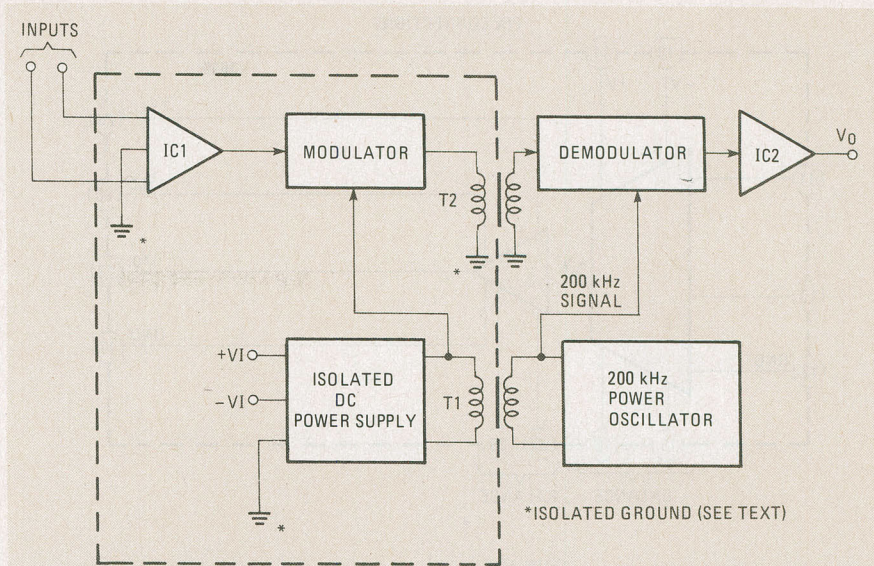 INPUTS
IC1
MODULATOR
T2
DEMODULATOR
IC2
VO
*
*
200 kHz
SIGNAL
+VI
−VI
ISOLATED
DC
POWER SUPPLY
T1
200 kHz
POWER
OSCILLATOR
*
*ISOLATED GROUND (SEE TEXT)